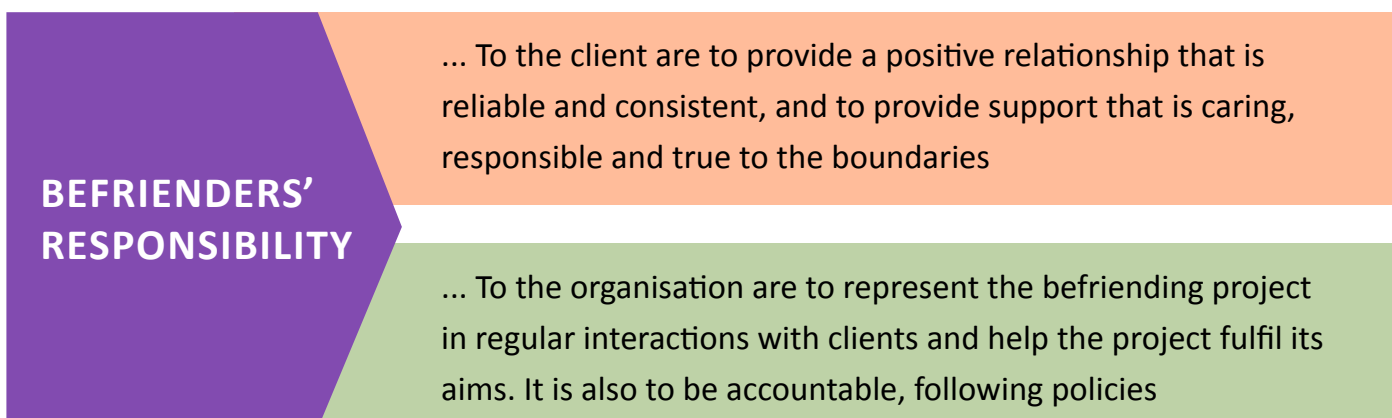 BEFRIENDERS’
RESPONSIBILITY
... To the client are to provide a positive relationship that is
reliable and consistent, and to provide support that is caring,
responsible and true to the boundaries
... To the organisation are to represent the befriending project
in regular interactions with clients and help the project fulfil its
aims. It is also to be accountable, following policies